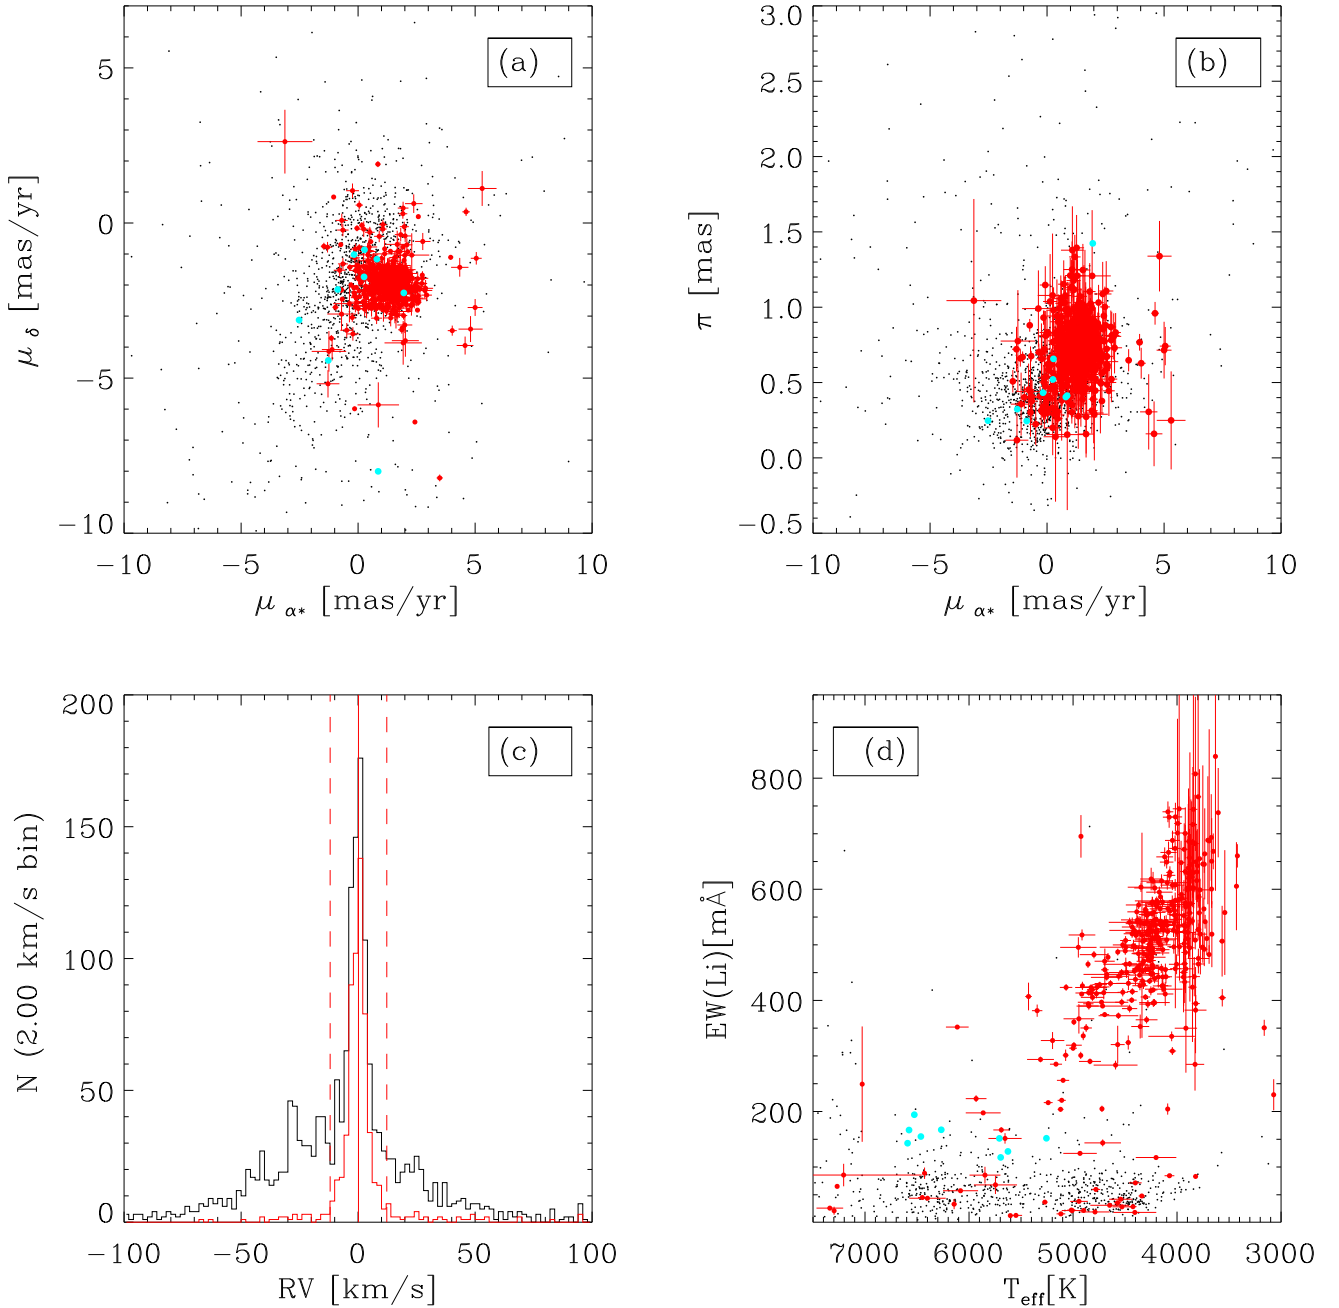 (a)
5
0
−5
−10
−10 −5 0 5 10
μ δ [mas/yr]
μ α* [mas/yr]
(b)
3.0
2.5
2.0
1.5
1.0
0.5
0.0
−0.5
−10 −5 0 5 10
π [mas]
μ α* [mas/yr]
(c)
200
150
100
50
0
−100 −50 0 50 100
N (2.00 km/s bin)
RV [km/s]
(d)
800
600
400
200
7000 6000 5000 4000 3000
EW(Li)[mÅ]
Teff[K]